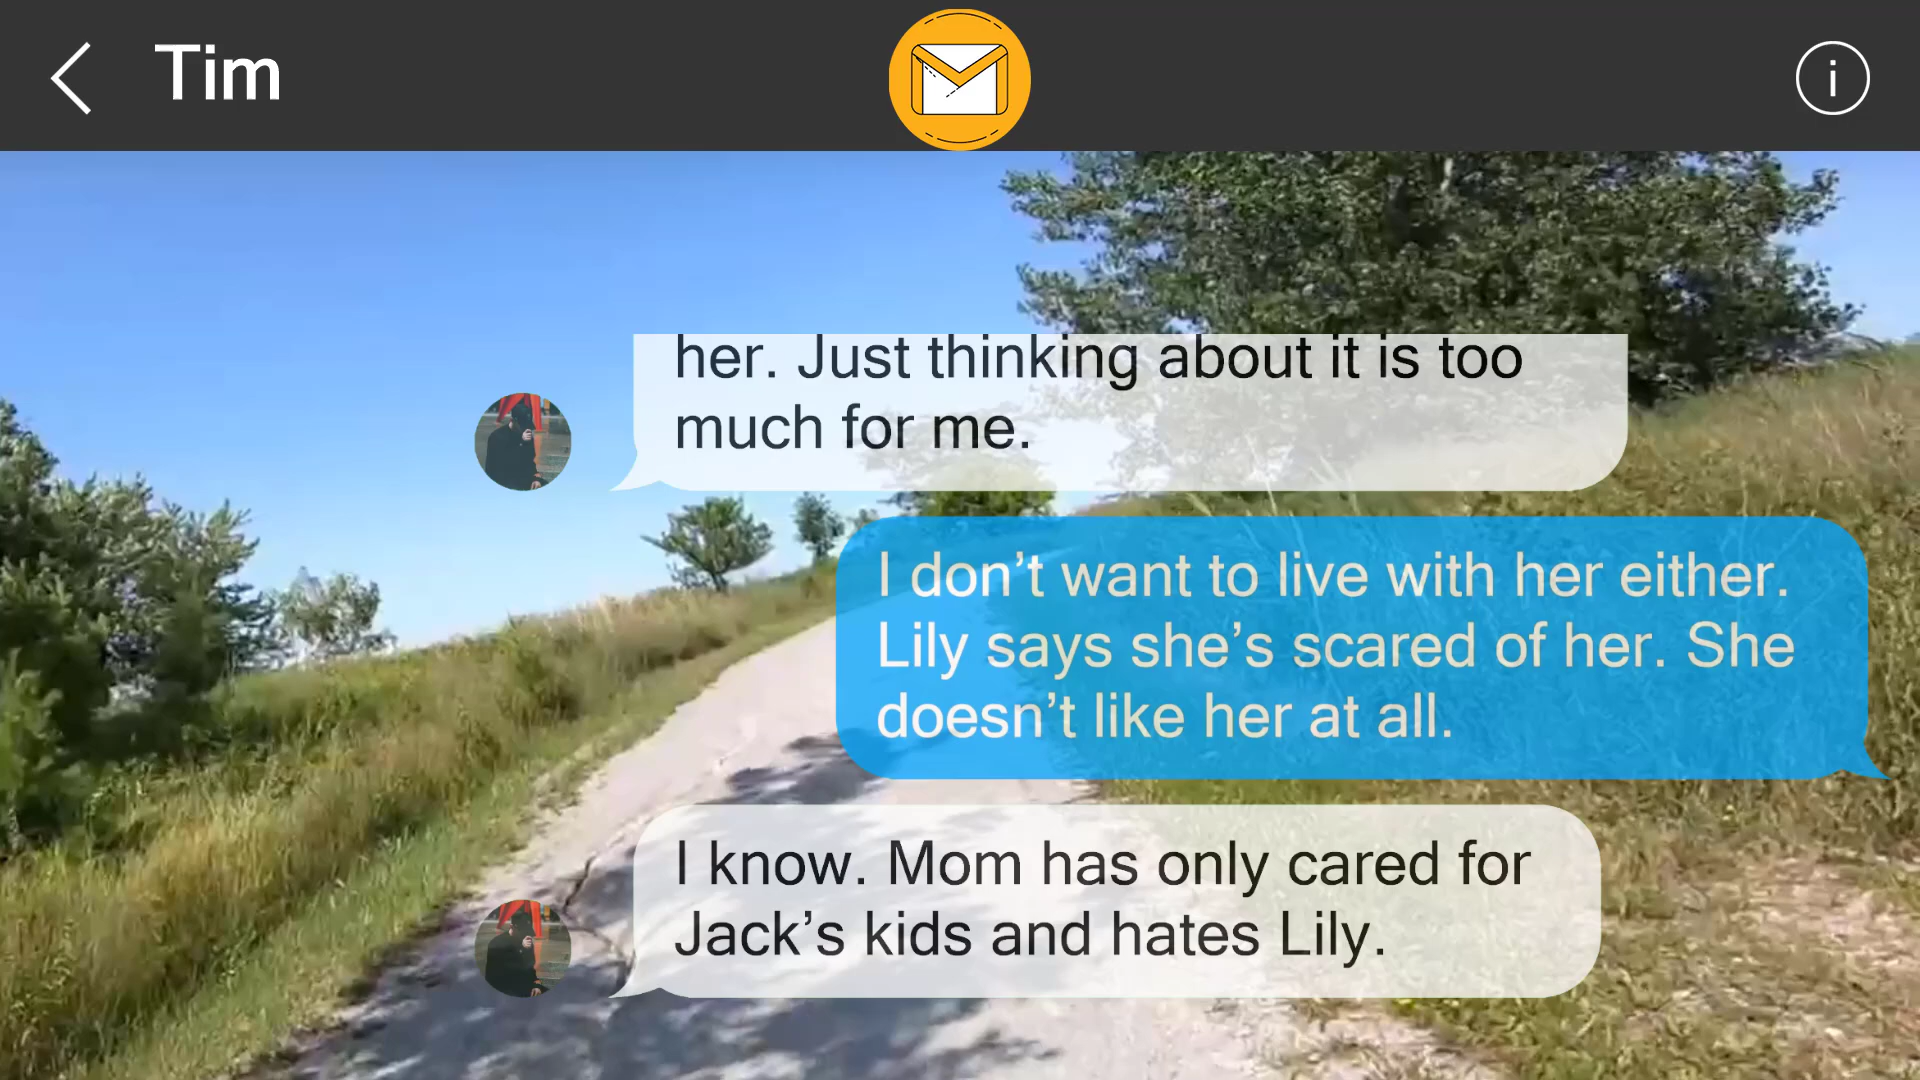 Tim
her. Just thinking about it is too
much for me.
I don’t want to live with her either.
Lily says she’s scared of her. She
doesn’t like her at all.
I know. Mom has only cared for
Jack’s kids and hates Lily.